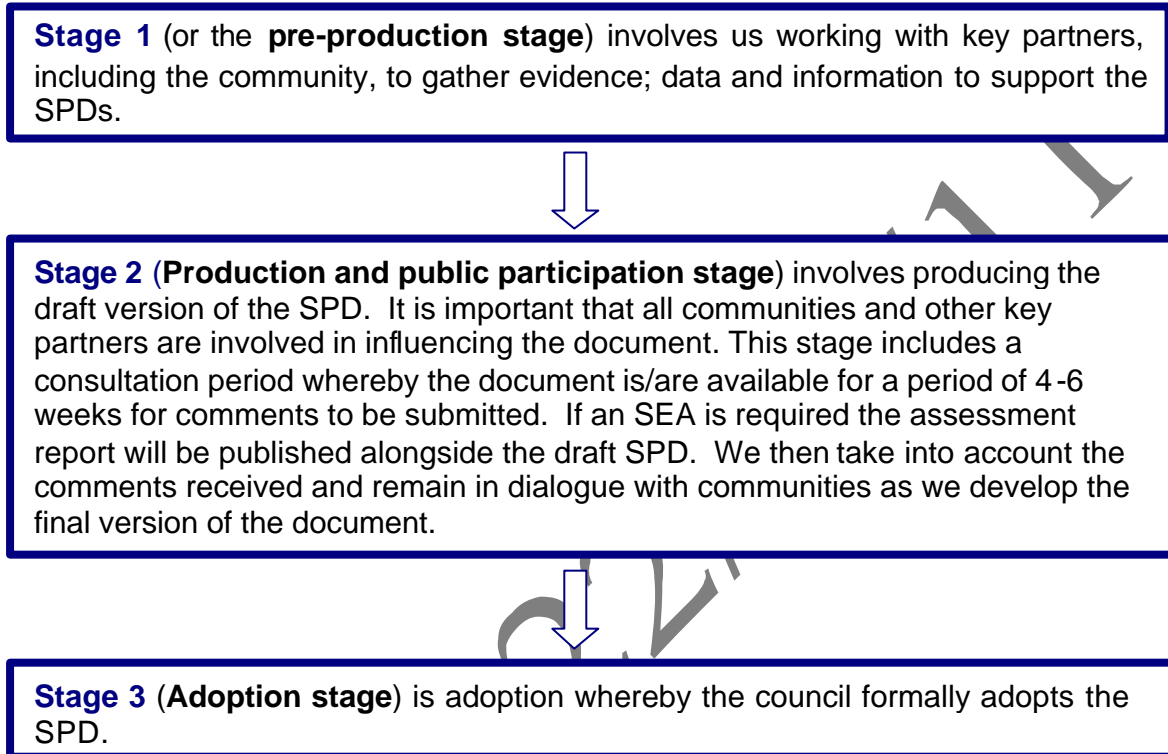 Stage 1 (or the pre-production stage) involves us working with key partners,
including the community, to gather evidence; data and information to support the
SPDs.
Stage 2 (Production and public participation stage) involves producing the
draft version of the SPD. It is important that all communities and other key
partners are involved in influencing the document. This stage includes a
consultation period whereby the document is/are available for a period of 4-6
weeks for comments to be submitted. If an SEA is required the assessment
report will be published alongside the draft SPD. We then take into account the
comments received and remain in dialogue with communities as we develop the
final version of the document.
Stage 3 (Adoption stage) is adoption whereby the council formally adopts the
SPD.